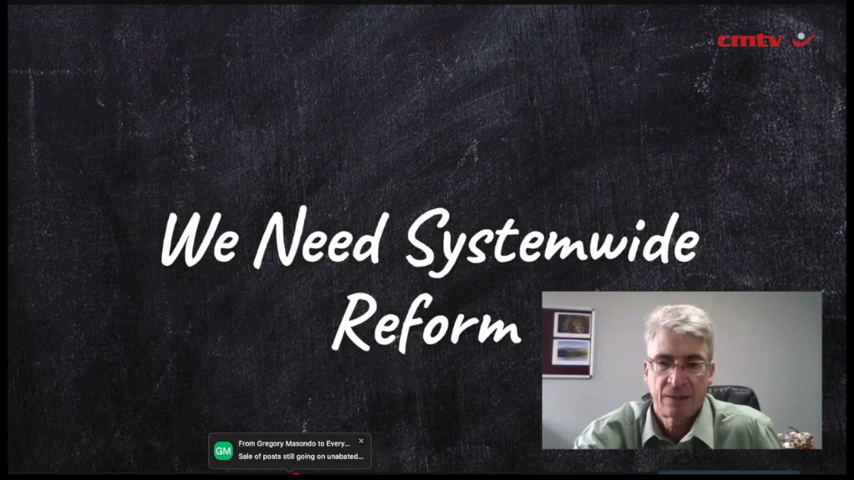 cmtv
We Need Systemwide
Reform
From Gregory Masondo to Every...
GM
Sale of posts still going on unabated...